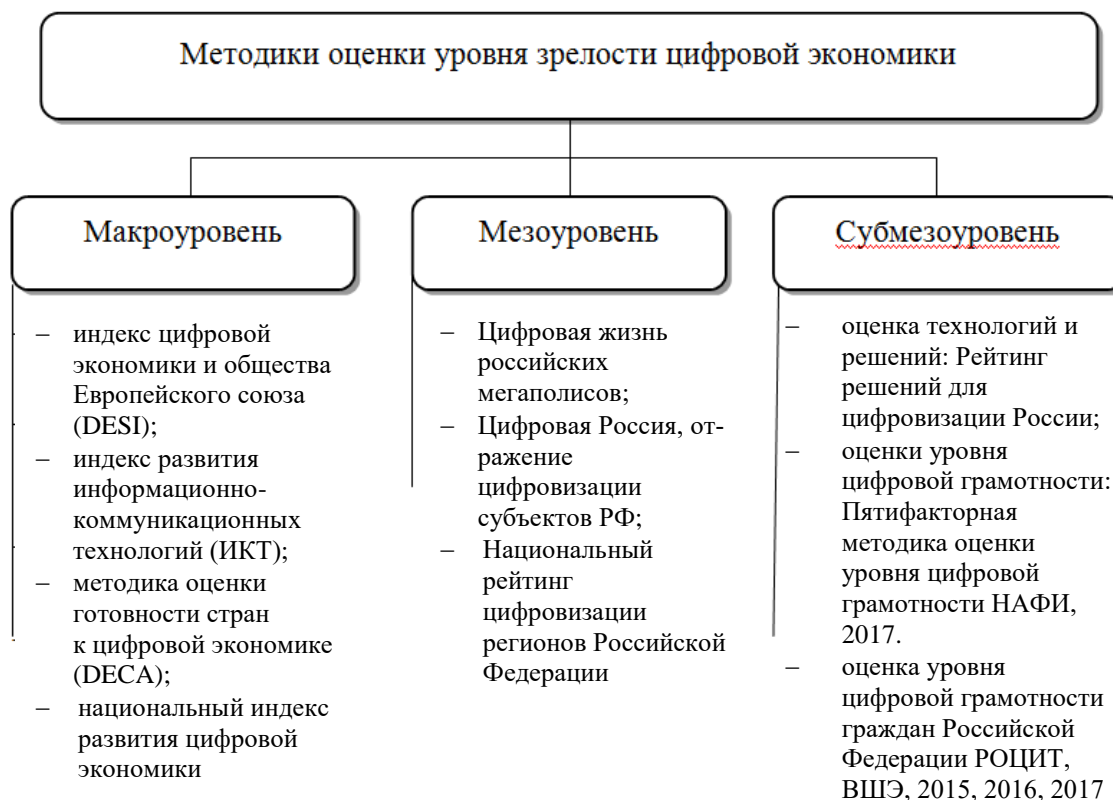 Методики оценки уровня зрелости цифровой экономики
Макроуровень
– индекс цифровой
экономики и общества
Европейского союза
(DESI);
– индекс развития
информационно-
коммуникационных
технологий (ИКТ);
– методика оценки
готовности стран
к цифровой экономике
(DECA);
– национальный индекс
развития цифровой
экономики
Мезоуровень
– Цифровая жизнь
российских
мегаполисов;
– Цифровая Россия, от-
ражение
цифровизации
субъектов РФ;
– Национальный
рейтинг
цифровизации
регионов Российской
Федерации
Субмезоуровень
– оценка технологий и
решений: Рейтинг
решений для
цифровизации России;
– оценки уровня
цифровой грамотности:
Пятифакторная
методика оценки
уровня цифровой
грамотности НАФИ,
2017.
– оценка уровня
цифровой грамотности
граждан Российской
Федерации РОЦИТ,
ВШЭ, 2015, 2016, 2017